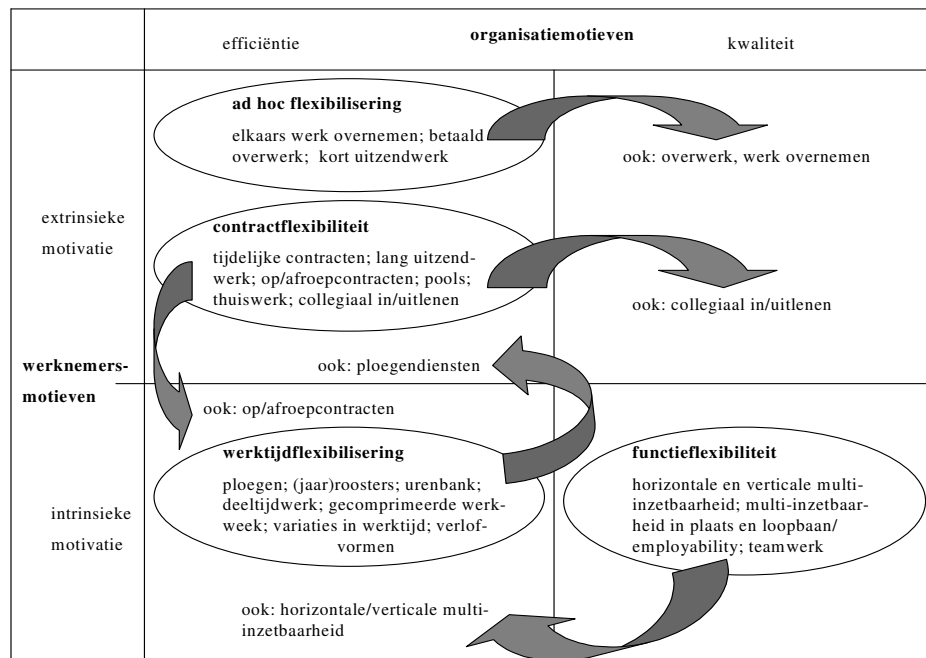 organisatiemotieven
efficiëntie
kwaliteit
ad hoc flexibilisering
elkaars werk overnemen; betaald
overwerk; kort uitzendwerk
ook: overwerk, werk overnemen
extrinsieke
motivatie
contractflexibiliteit
tijdelijke contracten; lang uitzend-
werk; op/afroepcontracten; pools;
thuiswerk; collegiaal in/uitlenen
ook: collegiaal in/uitlenen
ook: ploegendiensten
werknemers-
motieven
ook: op/afroepcontracten
werktijdflexibilisering
ploegen; (jaar)roosters; urenbank;
deeltijdwerk; gecomprimeerde werk-
week; variaties in werktijd; verlof-
vormen
functieflexibiliteit
horizontale en verticale multi-
inzetbaarheid; multi-inzetbaar-
heid in plaats en loopbaan/
employability; teamwerk
intrinsieke
motivatie
ook: horizontale/verticale multi-
inzetbaarheid